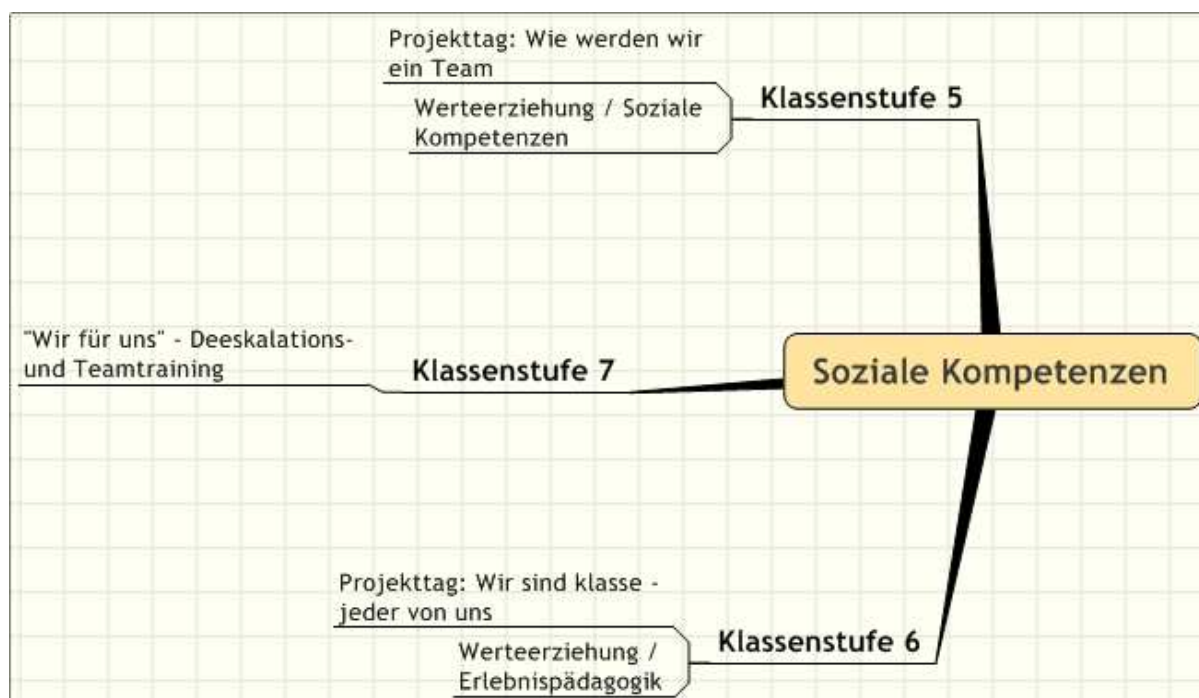 Projekttag: Wie werden wir
ein Team
Werteerziehung / Soziale
Kompetenzen
Klassenstufe 5
"Wir für uns" - Deeskalations-
und Teamtraining
Klassenstufe 7
Soziale Kompetenzen
Projekttag: Wir sind klasse -
jeder von uns
Werteerziehung /
Erlebnispädagogik
Klassenstufe 6